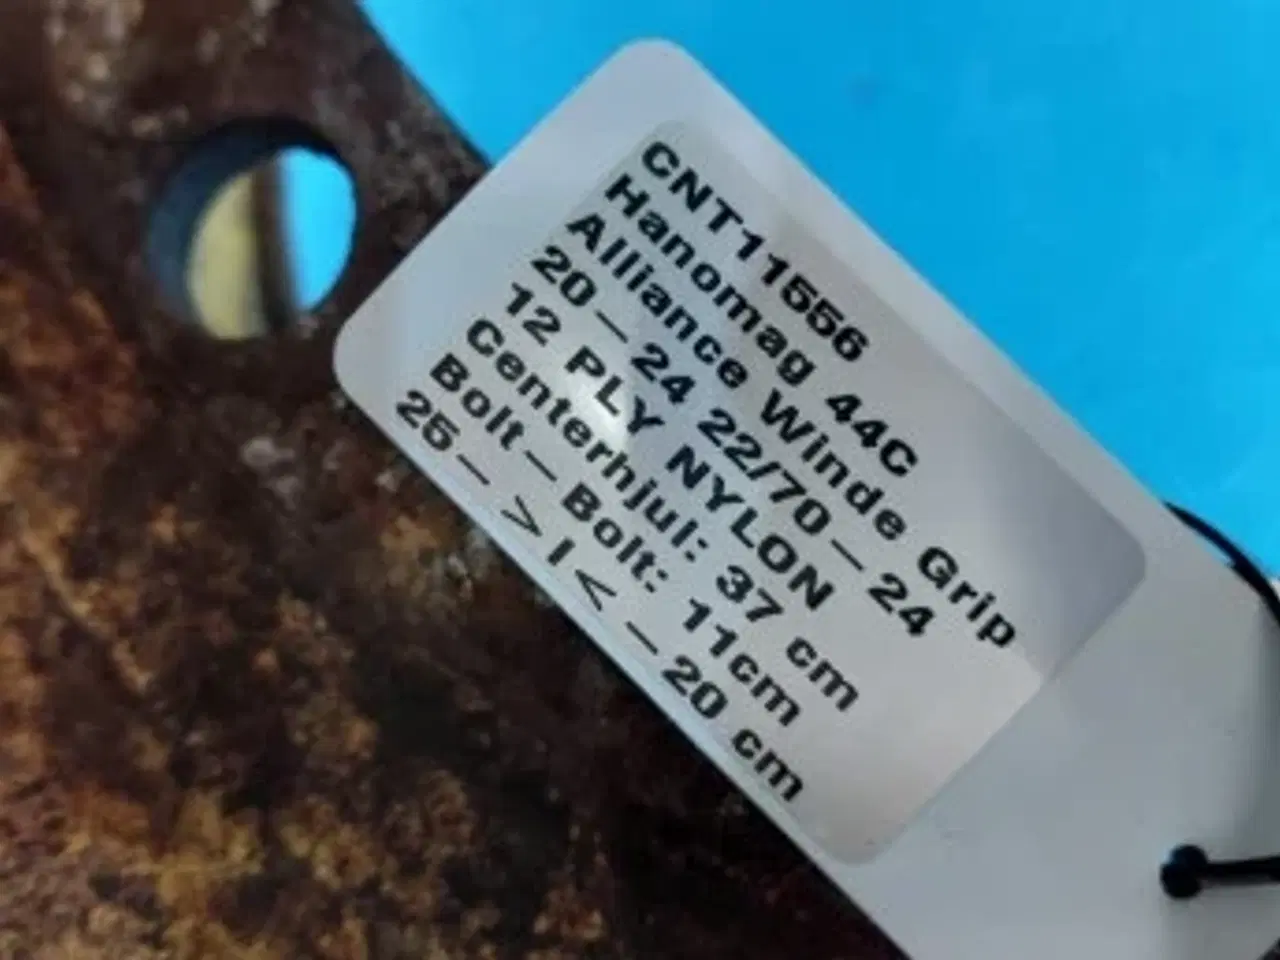 CNT11556
Hanomag 44C
Alliance Winde Grip
20-24 22/70-24
12 PLY NYLON
Centerhjul: 37 cm
Bolt-Bolt: 11cm
25-> I < -20 cm